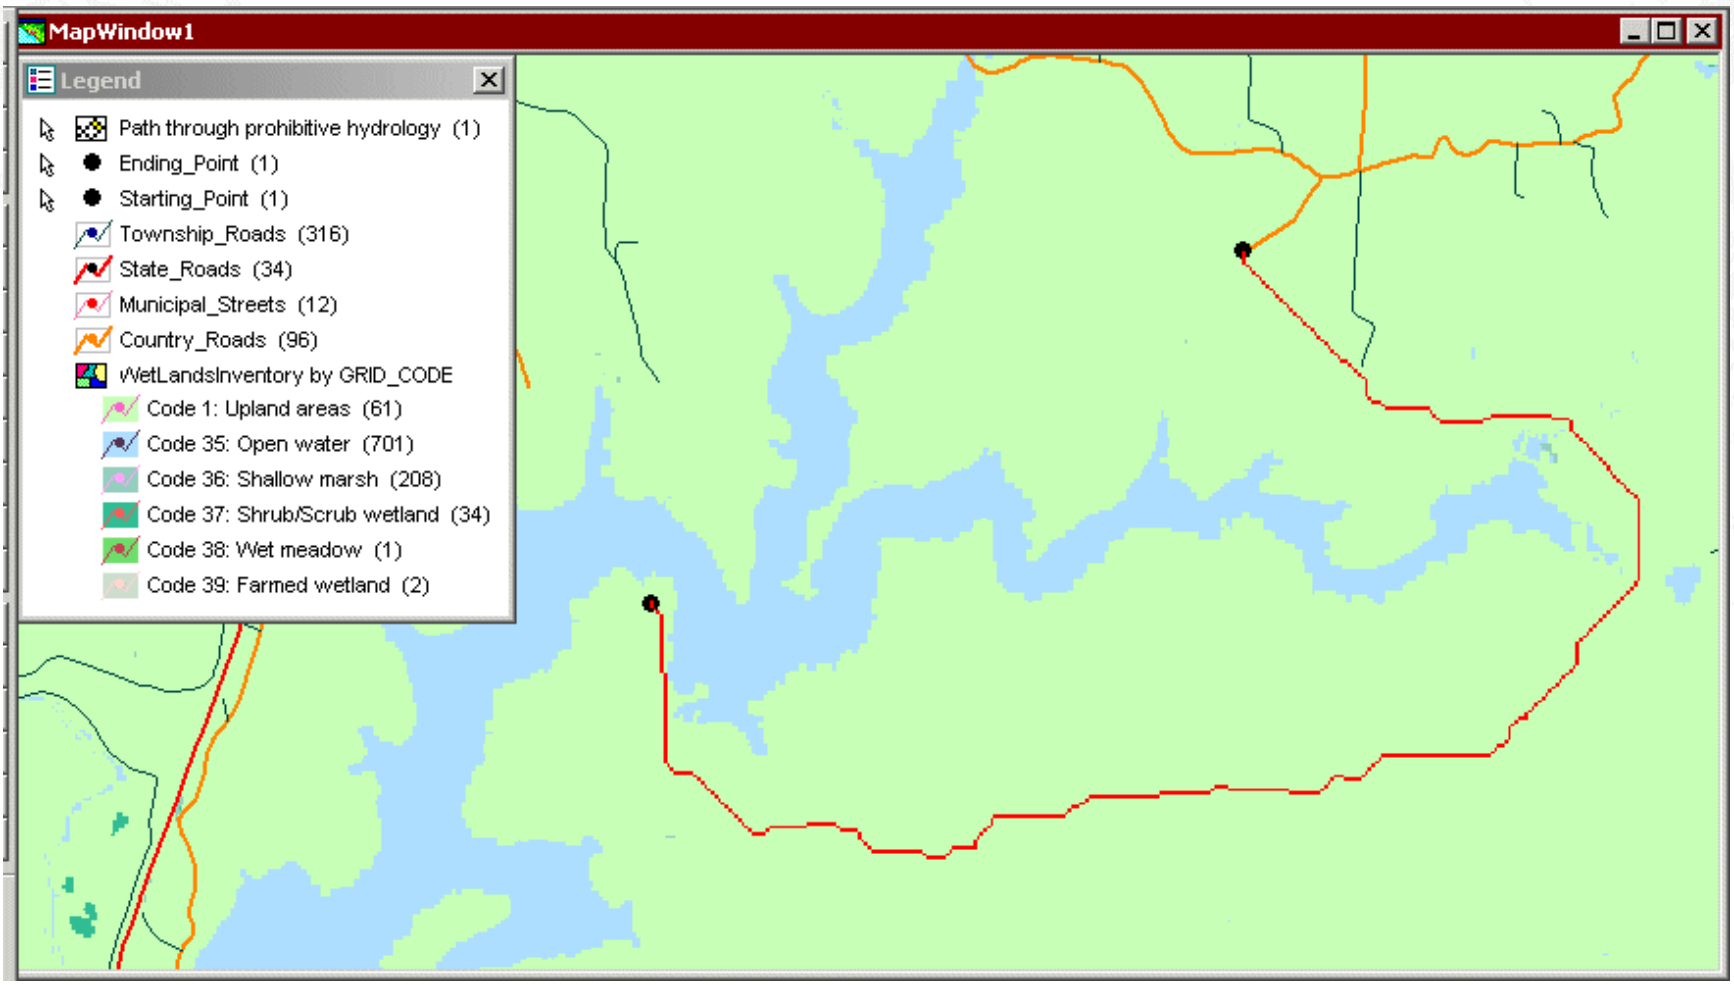 MapWindow1
Legend
Path through prohibitive hydrology (1)
Ending_Point (1)
Starting_Point (1)
Township_Roads (316)
State_Roads (34)
Municipal_Streets (12)
Country_Roads (96)
WetLandsInventory by GRID_CODE
Code 1: Upland areas (61)
Code 35: Open water (701)
Code 36: Shallow marsh (208)
Code 37: Shrub/Scrub wetland (34)
Code 38: Wet meadow (1)
Code 39: Farmed wetland (2)